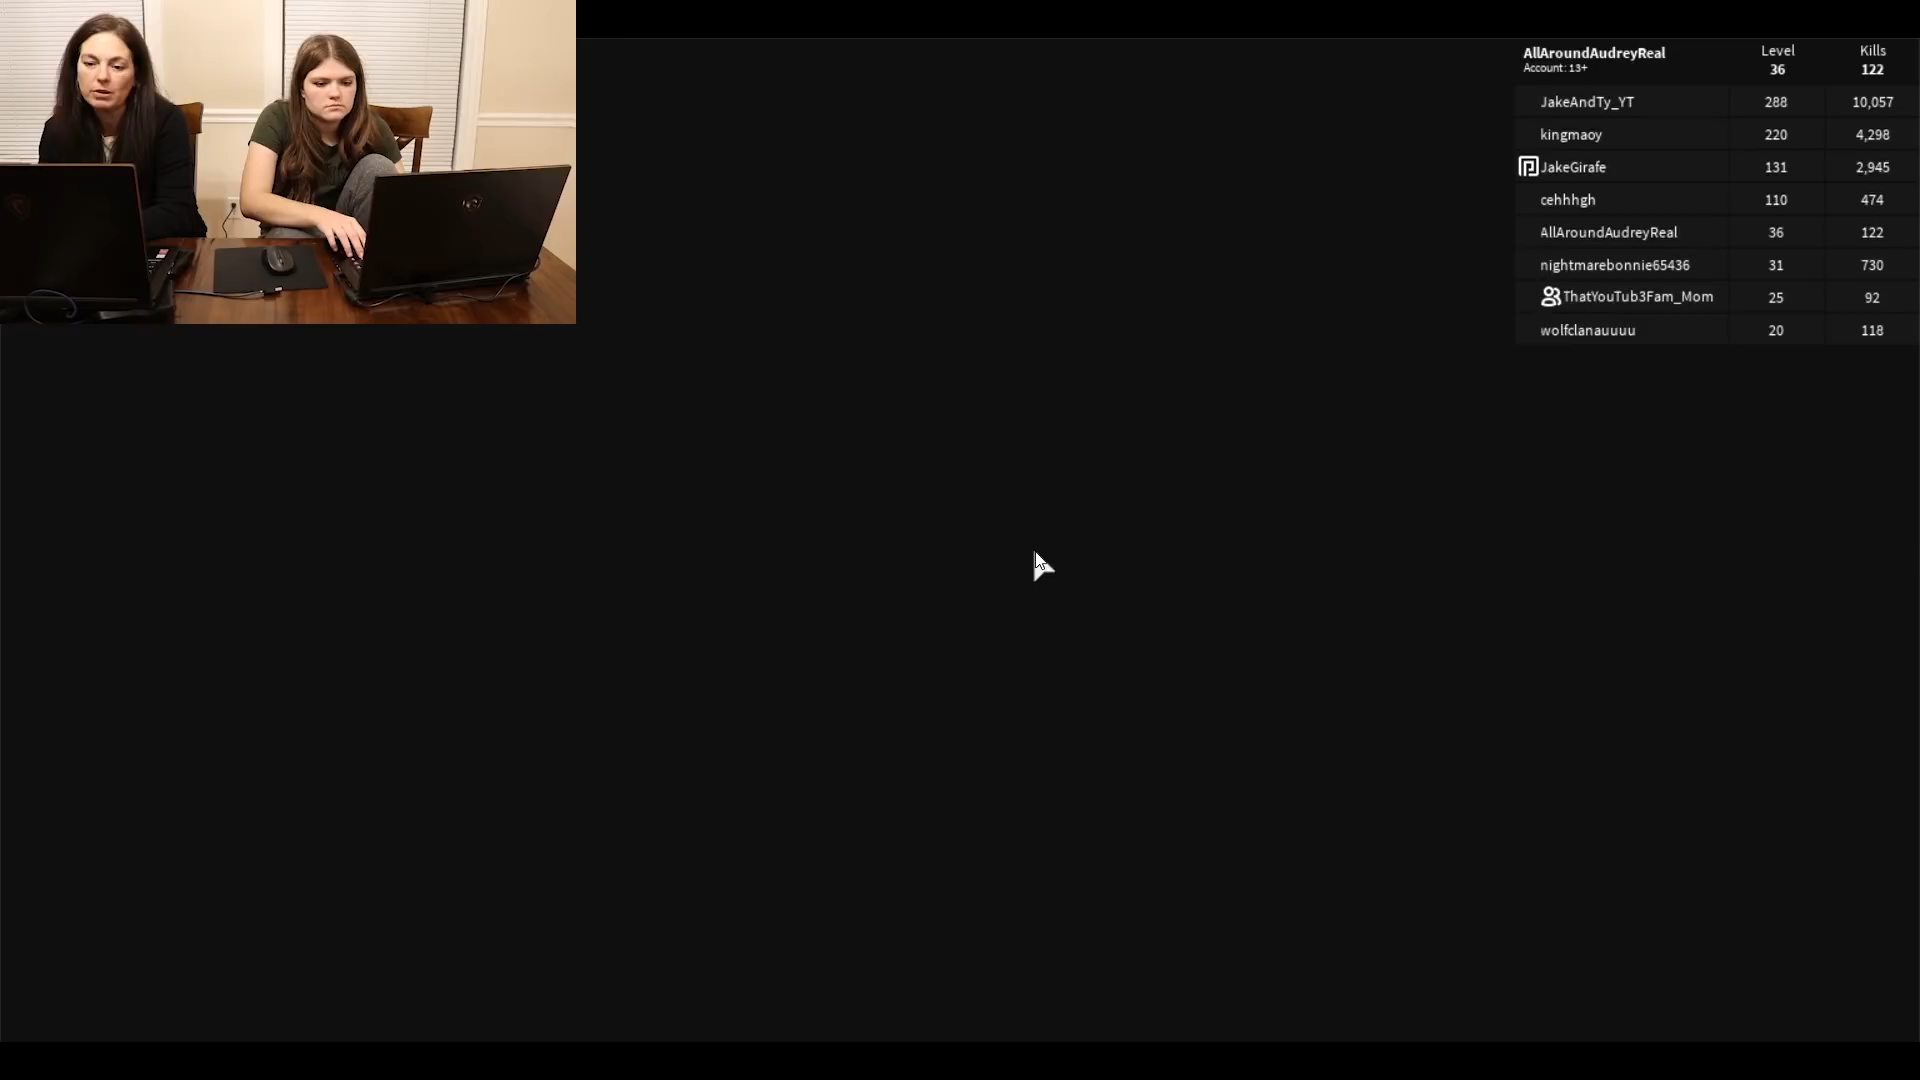 AllAroundAudreyReal Level Kills
Account: 13+ 36 122
JakeAndTy_YT 288 10,057
kingmaoy 220 4,298
JakeGirafe 131 2,945
cehhhgh 110 474
AllAroundAudreyReal 36 122
nightmarebonnie65436 31 730
ThatYouTub3Fam_Mom 25 92
wolfclanauuuu 20 118